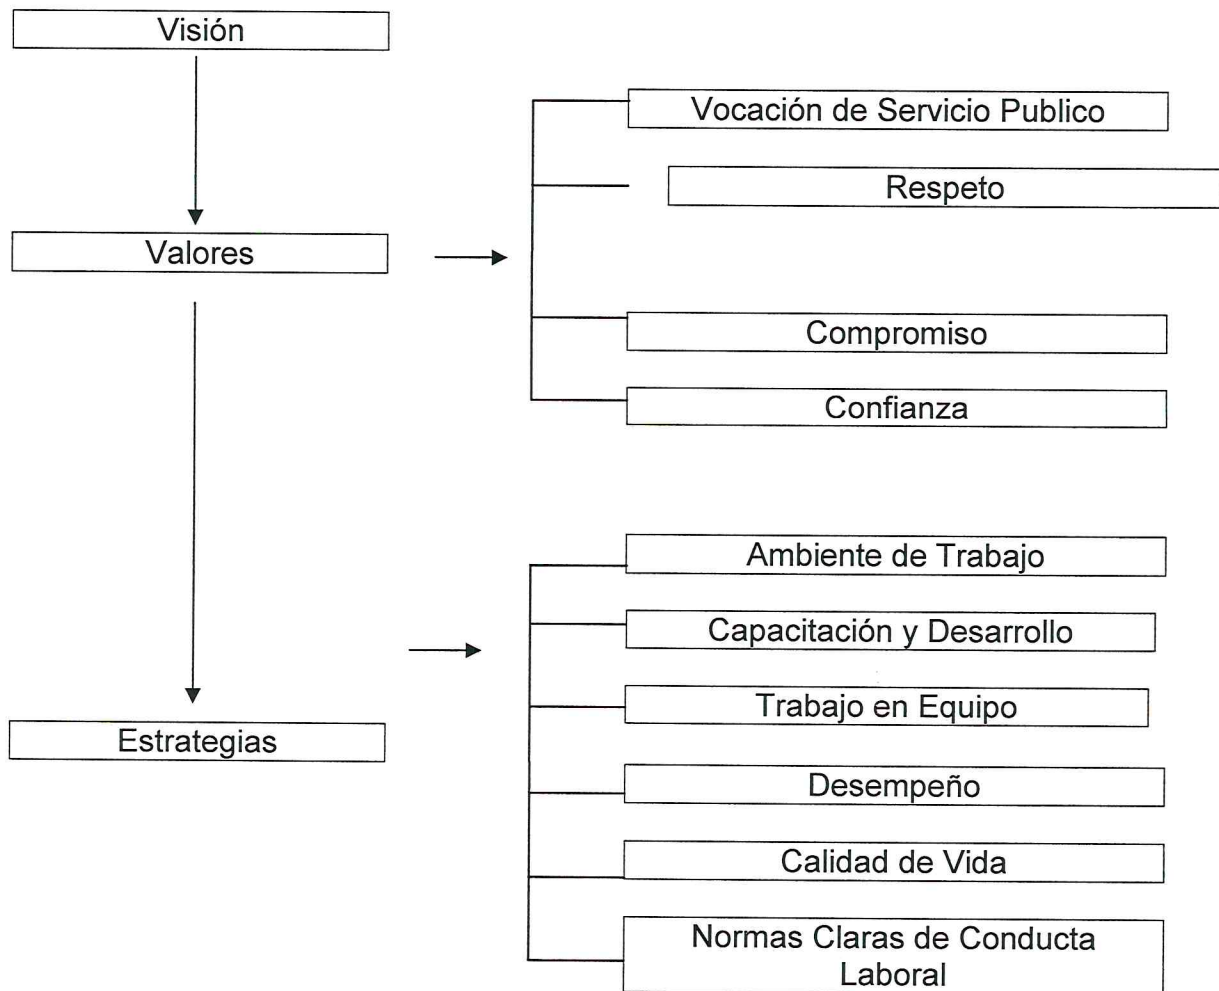 Visión
Vocación de Servicio Publico
Respeto
Valores
Compromiso
Confianza
Ambiente de Trabajo
Capacitación y Desarrollo
Trabajo en Equipo
Estrategias
Desempeño
Calidad de Vida
Normas Claras de Conducta
Laboral